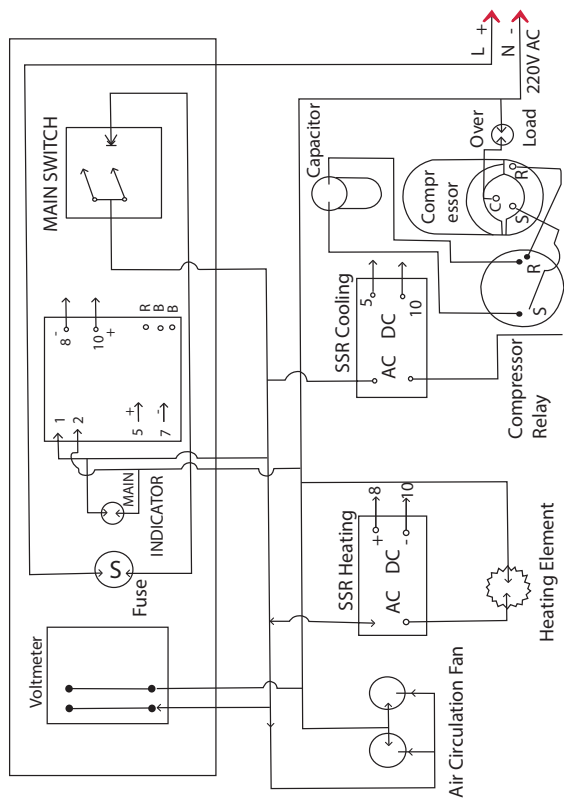 L +
N -
220V AC
MAIN SWITCH
8 -
10 +
R
B
B
1
2
5 +
7 -
MAIN
INDICATOR
S
Fuse
Voltmeter
Capacitor
Over
Load
Compr
essor
C
R
S
R
S
Compressor
Relay
SSR Cooling
5
10
AC DC
SSR Heating
+ 8
- 10
AC DC
Heating Element
Air Circulation Fan